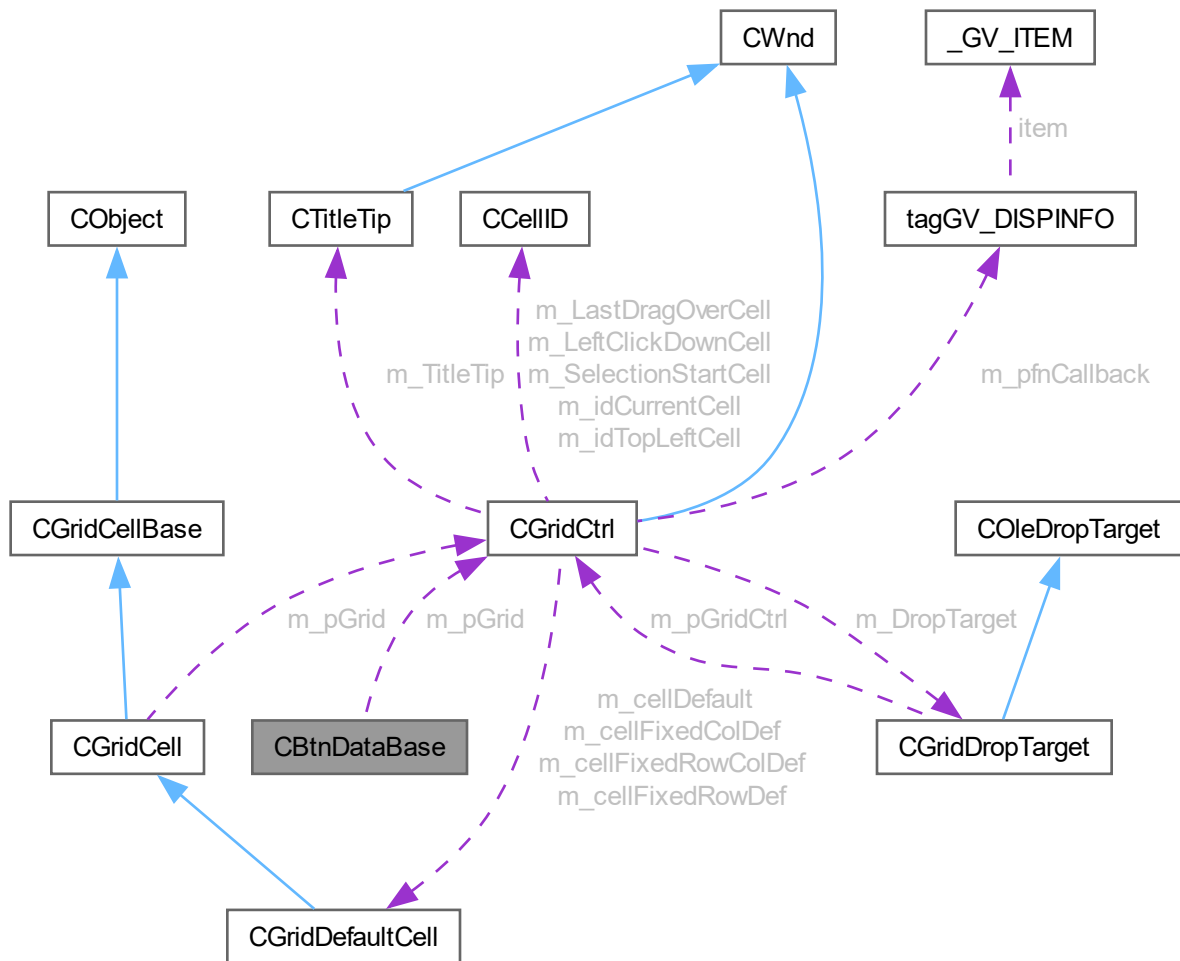 CWnd
_GV_ITEM
item
CObject
CTitleTip
CCellID
tagGV_DISPINFO
m_LastDragOverCell
m_LeftClickDownCell
m_SelectionStartCell
m_idCurrentCell
m_idTopLeftCell
m_TitleTip
m_pfnCallback
CGridCellBase
CGridCtrl
COleDropTarget
m_pGrid
m_pGrid
m_pGridCtrl
m_DropTarget
m_cellDefault
m_cellFixedColDef
m_cellFixedRowColDef
m_cellFixedRowDef
CGridCell
CBtnDataBase
CGridDropTarget
CGridDefaultCell